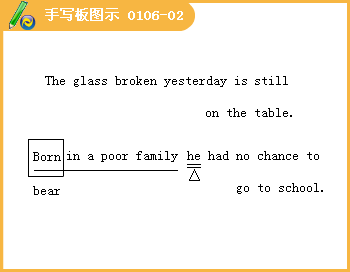 手写板图示 0106-02
The glass broken yesterday is still
on the table.
Born in a poor family he had no chance to
bear go to school.